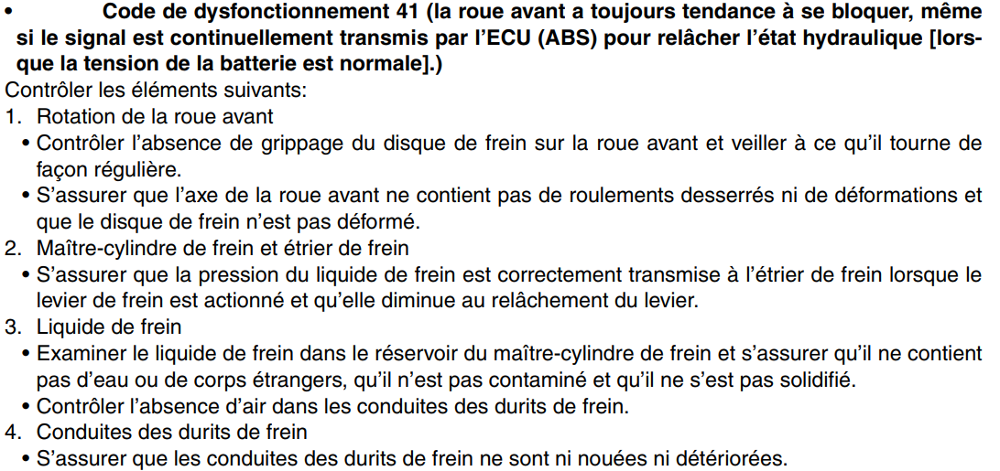 • Code de dysfonctionnement 41 (la roue avant a toujours tendance à se bloquer, même
si le signal est continuellement transmis par l’ECU (ABS) pour relâcher l’état hydraulique [lors-
que la tension de la batterie est normale].)
Contrôler les éléments suivants:
1. Rotation de la roue avant
• Contrôler l’absence de grippage du disque de frein sur la roue avant et veiller à ce qu’il tourne de
façon régulière.
• S’assurer que l’axe de la roue avant ne contient pas de roulements desserrés ni de déformations et
que le disque de frein n’est pas déformé.
2. Maître-cylindre de frein et étrier de frein
• S’assurer que la pression du liquide de frein est correctement transmise à l’étrier de frein lorsque le
levier de frein est actionné et qu’elle diminue au relâchement du levier.
3. Liquide de frein
• Examiner le liquide de frein dans le réservoir du maître-cylindre de frein et s’assurer qu’il ne contient
pas d’eau ou de corps étrangers, qu’il n’est pas contaminé et qu’il ne s’est pas solidifié.
• Contrôler l’absence d’air dans les conduites des durits de frein.
4. Conduites des durits de frein
• S’assurer que les conduites des durits de frein ne sont ni nouées ni détériorées.